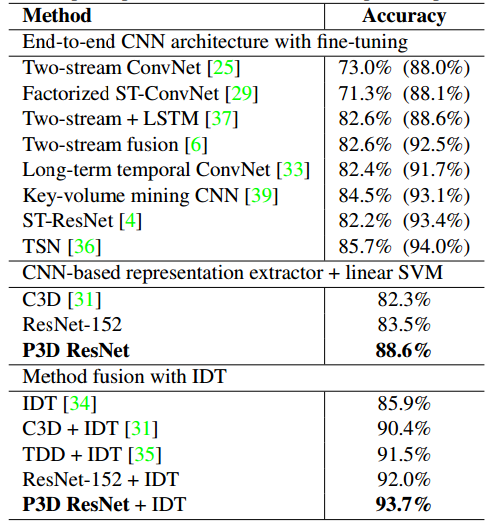 Method Accuracy
End-to-end CNN architecture with fine-tuning
Two-stream ConvNet [25] 73.0% (88.0%)
Factorized ST-ConvNet [29] 71.3% (88.1%)
Two-stream + LSTM [37] 82.6% (88.6%)
Two-stream fusion [6] 82.6% (92.5%)
Long-term temporal ConvNet [33] 82.4% (91.7%)
Key-volume mining CNN [39] 84.5% (93.1%)
ST-ResNet [4] 82.2% (93.4%)
TSN [36] 85.7% (94.0%)
CNN-based representation extractor + linear SVM
C3D [31] 82.3%
ResNet-152 83.5%
P3D ResNet 88.6%
Method fusion with IDT
IDT [34] 85.9%
C3D + IDT [31] 90.4%
TDD + IDT [35] 91.5%
ResNet-152 + IDT 92.0%
P3D ResNet + IDT 93.7%